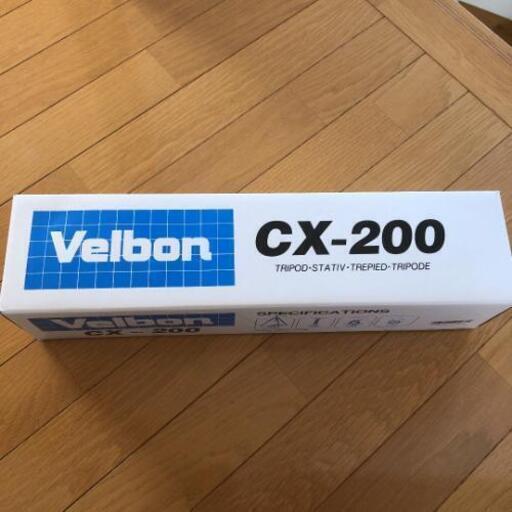 Velbon
CX-200
TRIPOD·STATIV·TREPIED·TRIPODE
Velbon
CX-200
SPECIFICATIONS